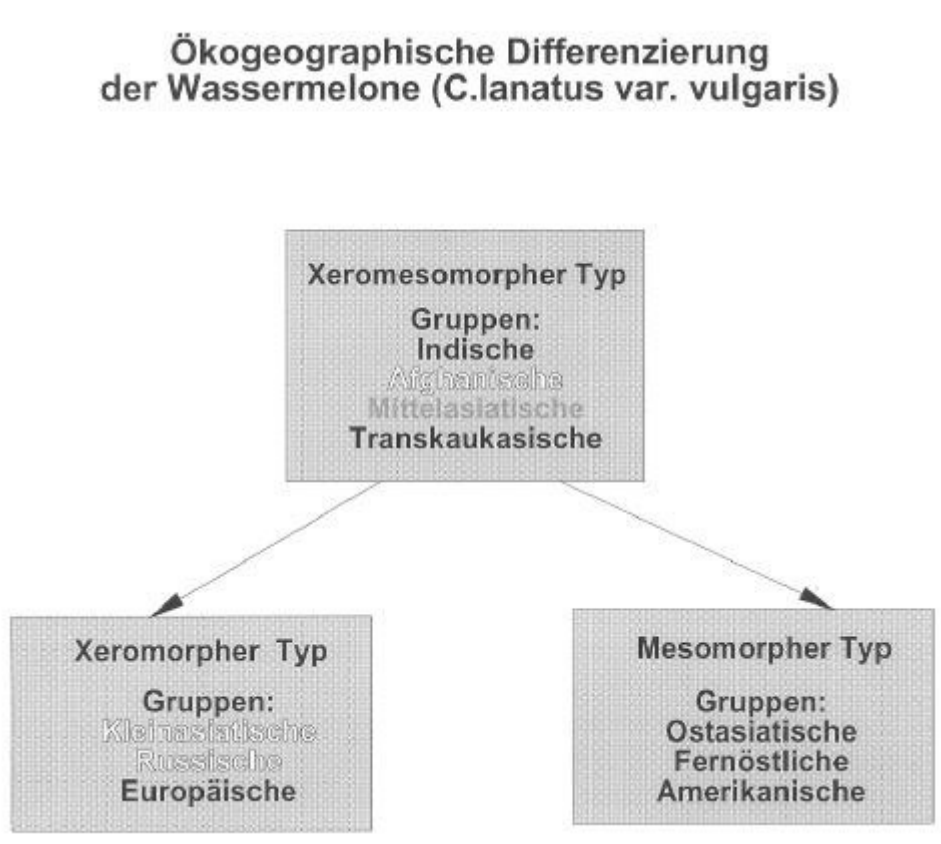 Ökogeographische Differenzierung
der Wassermelone (C.lanatus var. vulgaris)
Xeromesomorpher Typ
Gruppen:
Indische
Afghanische
Mittelasiatische
Transkaukasische
Xeromorpher Typ
Gruppen:
Kleinasiatische
Russische
Europäische
Mesomorpher Typ
Gruppen:
Ostasiatische
Fernöstliche
Amerikanische